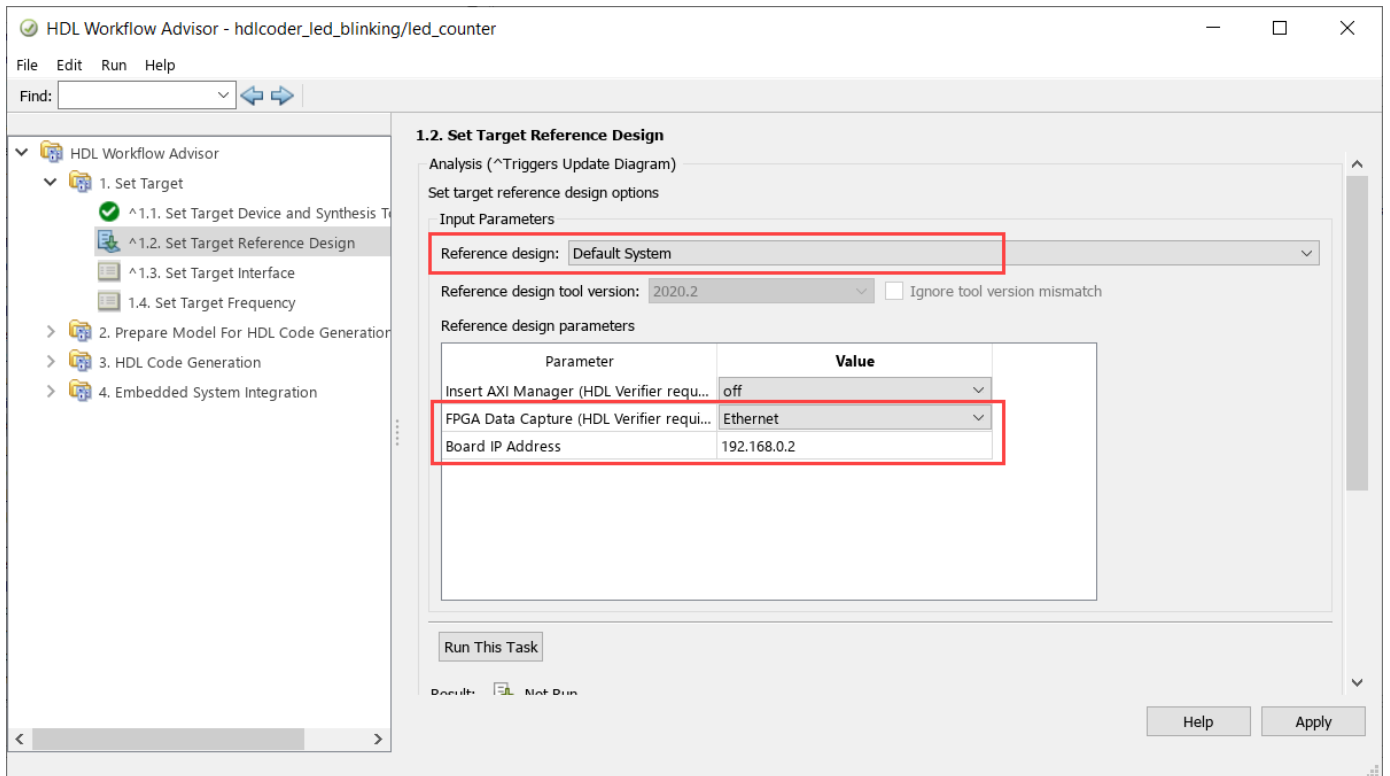 HDL Workflow Advisor - hdlcoder_led_blinking/led_counter
File Edit Run Help
Find:
HDL Workflow Advisor
1. Set Target
^1.1. Set Target Device and Synthesis T
^1.2. Set Target Reference Design
^1.3. Set Target Interface
1.4. Set Target Frequency
2. Prepare Model For HDL Code Generation
3. HDL Code Generation
4. Embedded System Integration
1.2. Set Target Reference Design
Analysis (^Triggers Update Diagram)
Set target reference design options
Input Parameters
Reference design: Default System
Reference design tool version: 2020.2 Ignore tool version mismatch
Reference design parameters
Parameter Value
Insert AXI Manager (HDL Verifier requ... off
FPGA Data Capture (HDL Verifier requi... Ethernet
Board IP Address 192.168.0.2
Run This Task
Result: Not Run
Help Apply